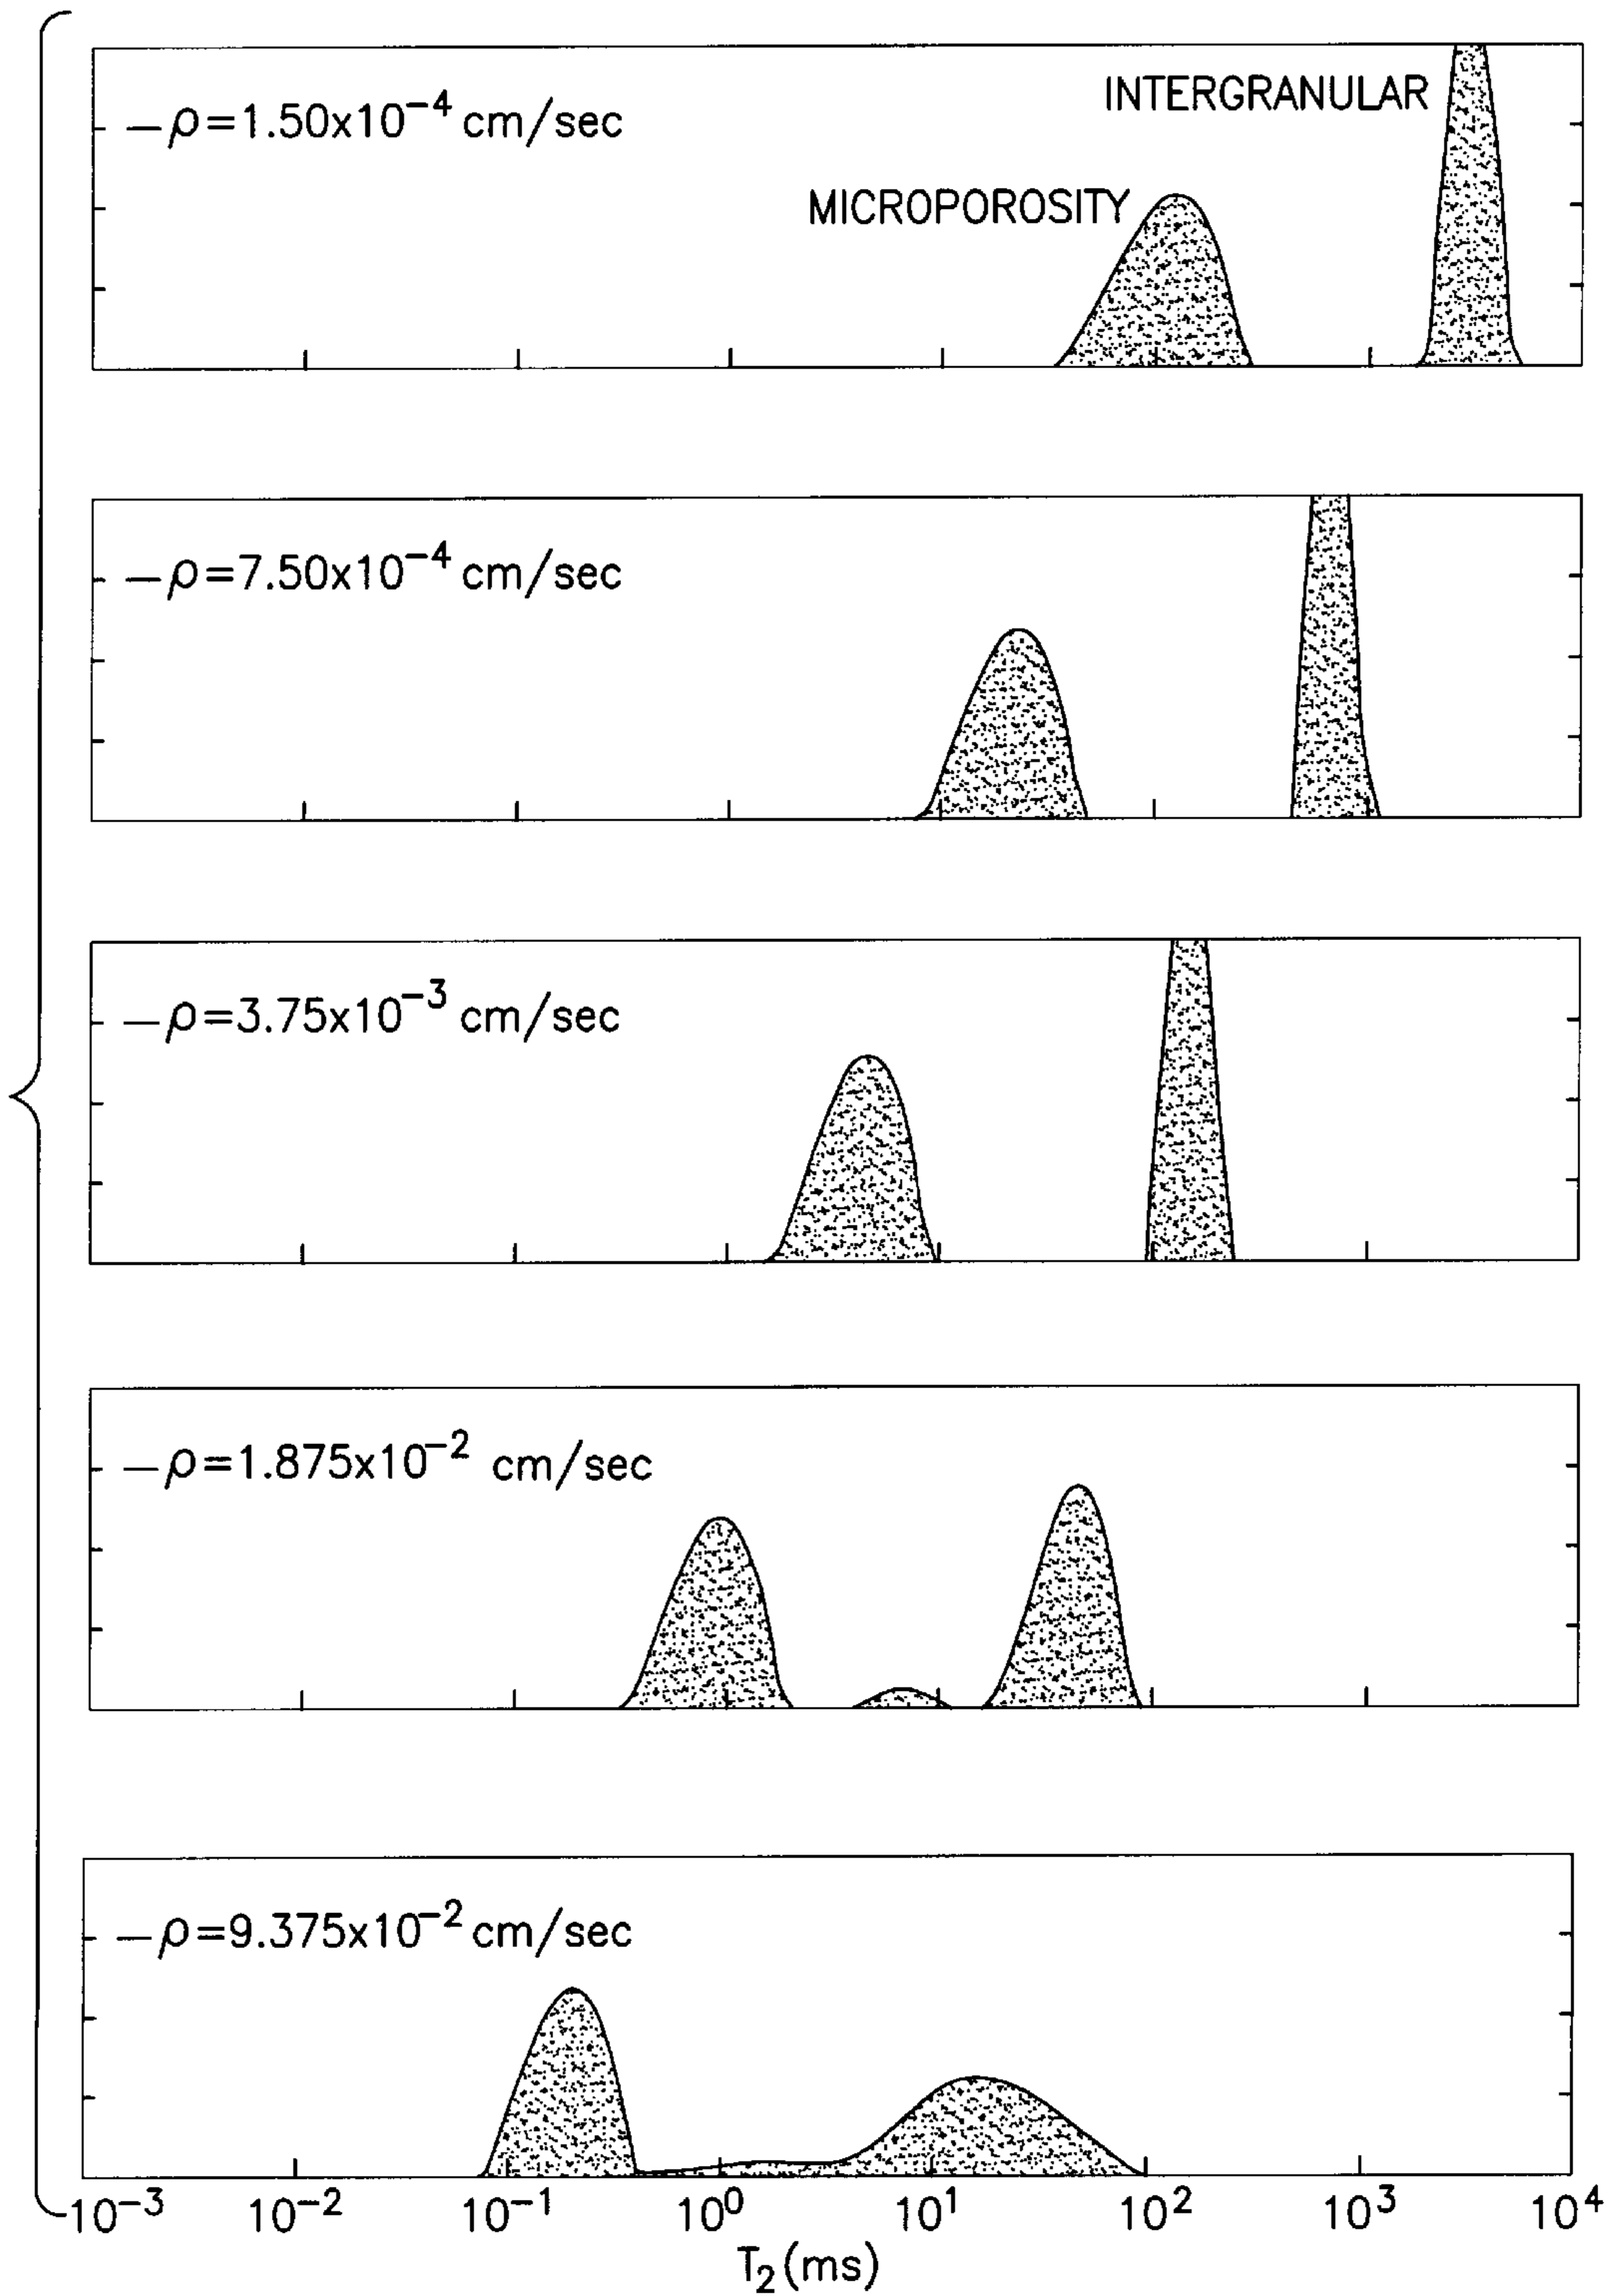 —ρ=1.50x10⁻⁴ cm/sec
INTERGRANULAR
MICROPOROSITY
—ρ=7.50x10⁻⁴ cm/sec
—ρ=3.75x10⁻³ cm/sec
—ρ=1.875x10⁻² cm/sec
—ρ=9.375x10⁻² cm/sec
10⁻³ 10⁻² 10⁻¹ 10⁰ 10¹ 10² 10³ 10⁴
T₂(ms)